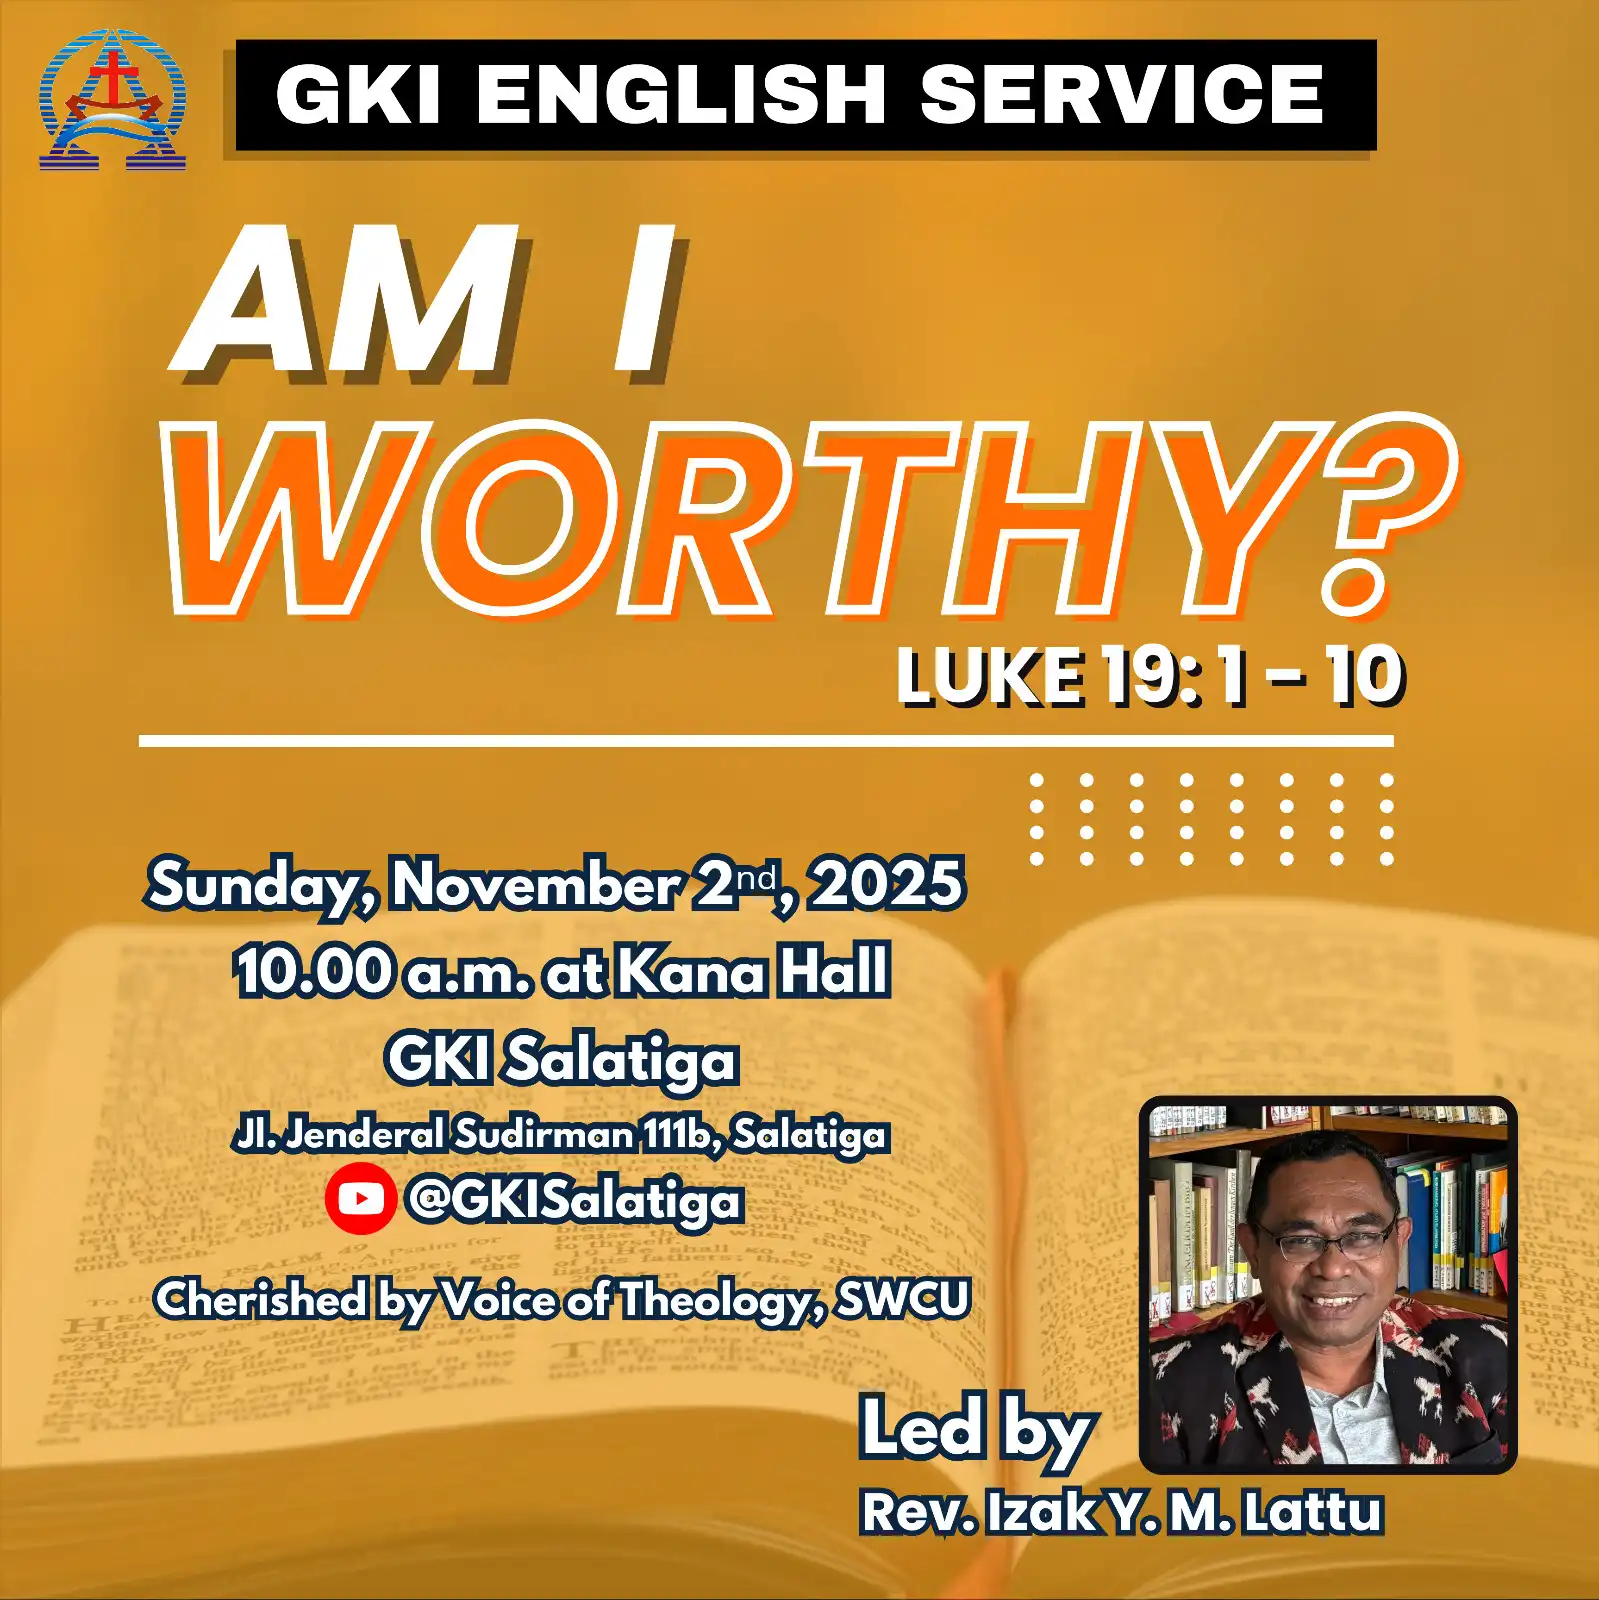 GKI ENGLISH SERVICE
AM I
WORTHY?
LUKE 19: 1 - 10
Sunday, November 2nd, 2025
10.00 a.m. at Kana Hall
GKI Salatiga
Jl. Jenderal Sudirman 111b, Salatiga
@GKISalatiga
Cherished by Voice of Theology, SWCU
Led by
Rev. Izak Y. M. Lattu